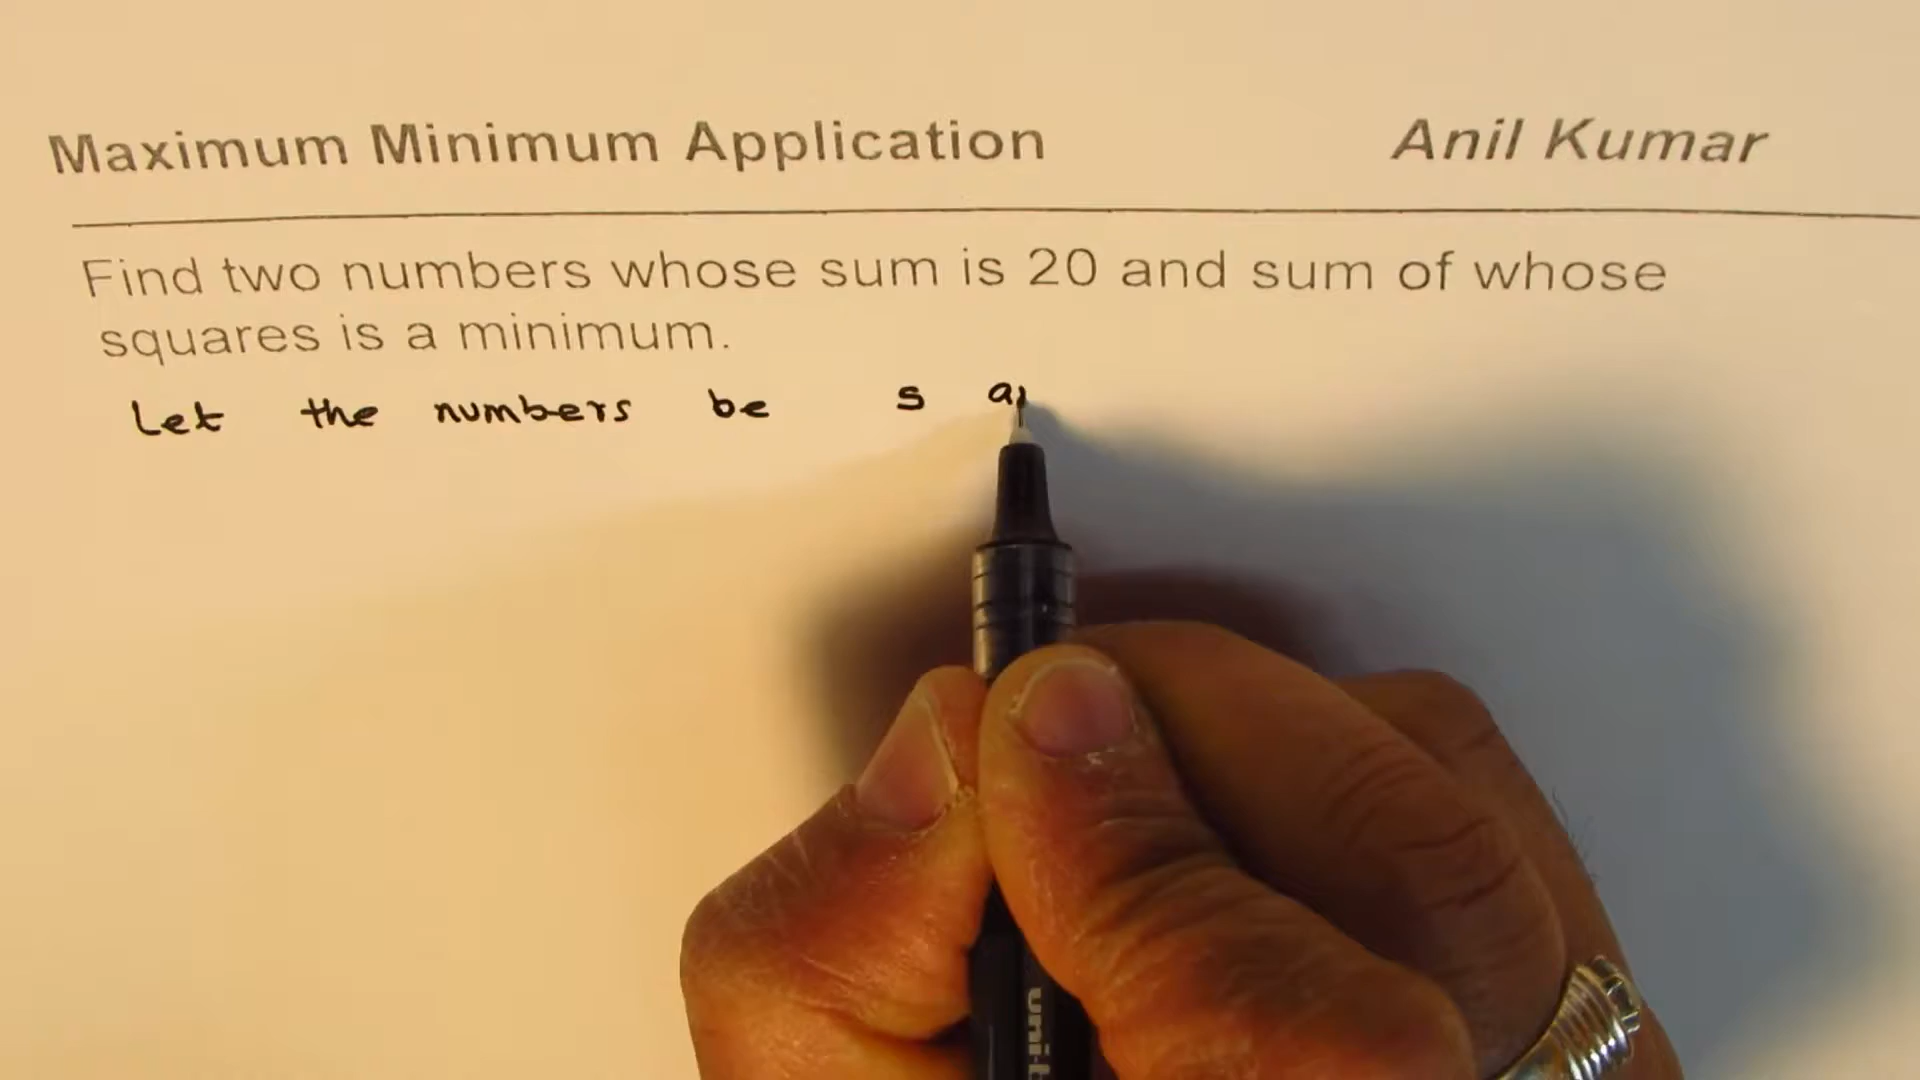 Maximum Minimum Application Anil Kumar
Find two numbers whose sum is 20 and sum of whose
squares is a minimum.
Let the numbers be s
uni-b